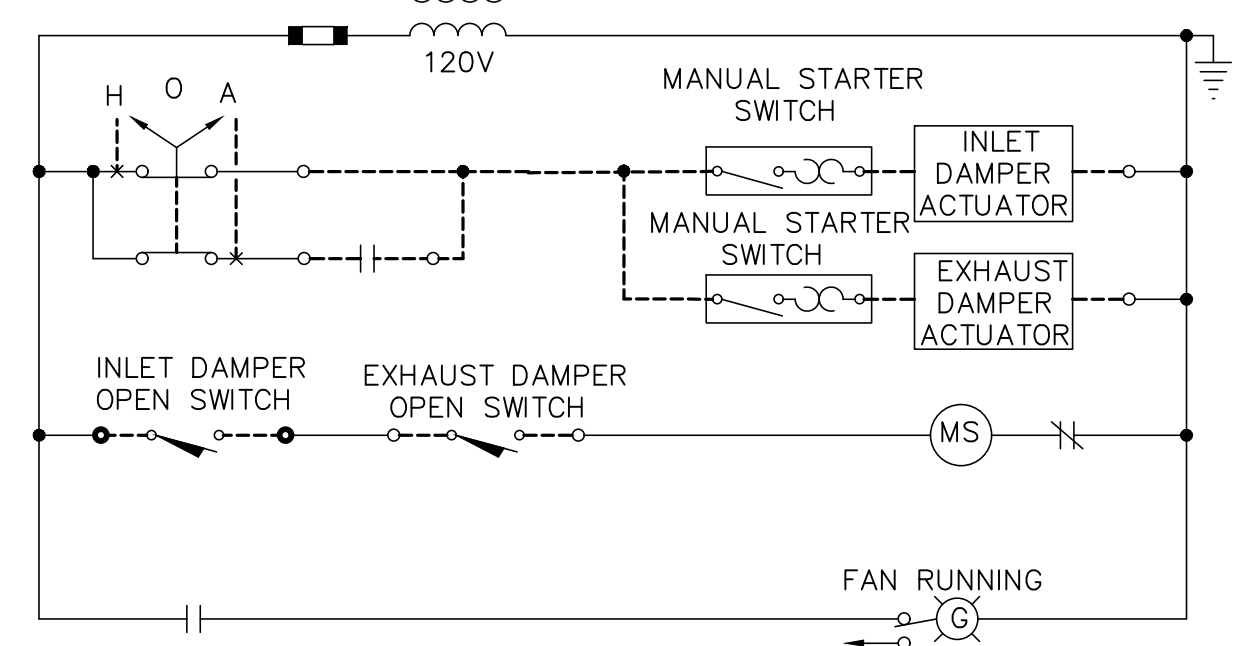 120V
H O A
MANUAL STARTER
SWITCH
INLET
DAMPER
ACTUATOR
MANUAL STARTER
SWITCH
EXHAUST
DAMPER
ACTUATOR
INLET DAMPER
OPEN SWITCH
EXHAUST DAMPER
OPEN SWITCH
MS
FAN RUNNING
G